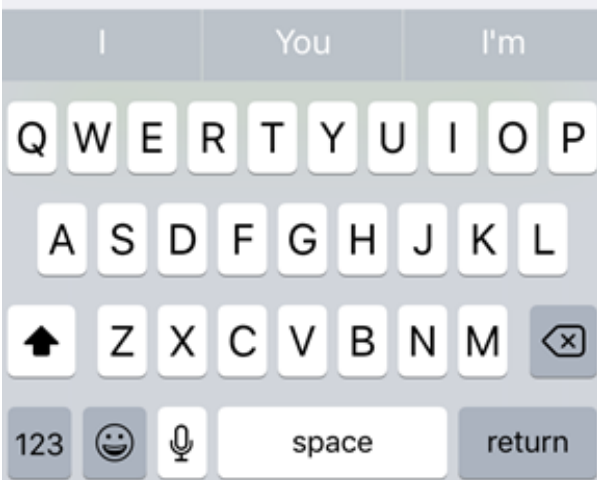 I You I'm
Q W E R T Y U I O P
A S D F G H J K L
Z X C V B N M
123 space return